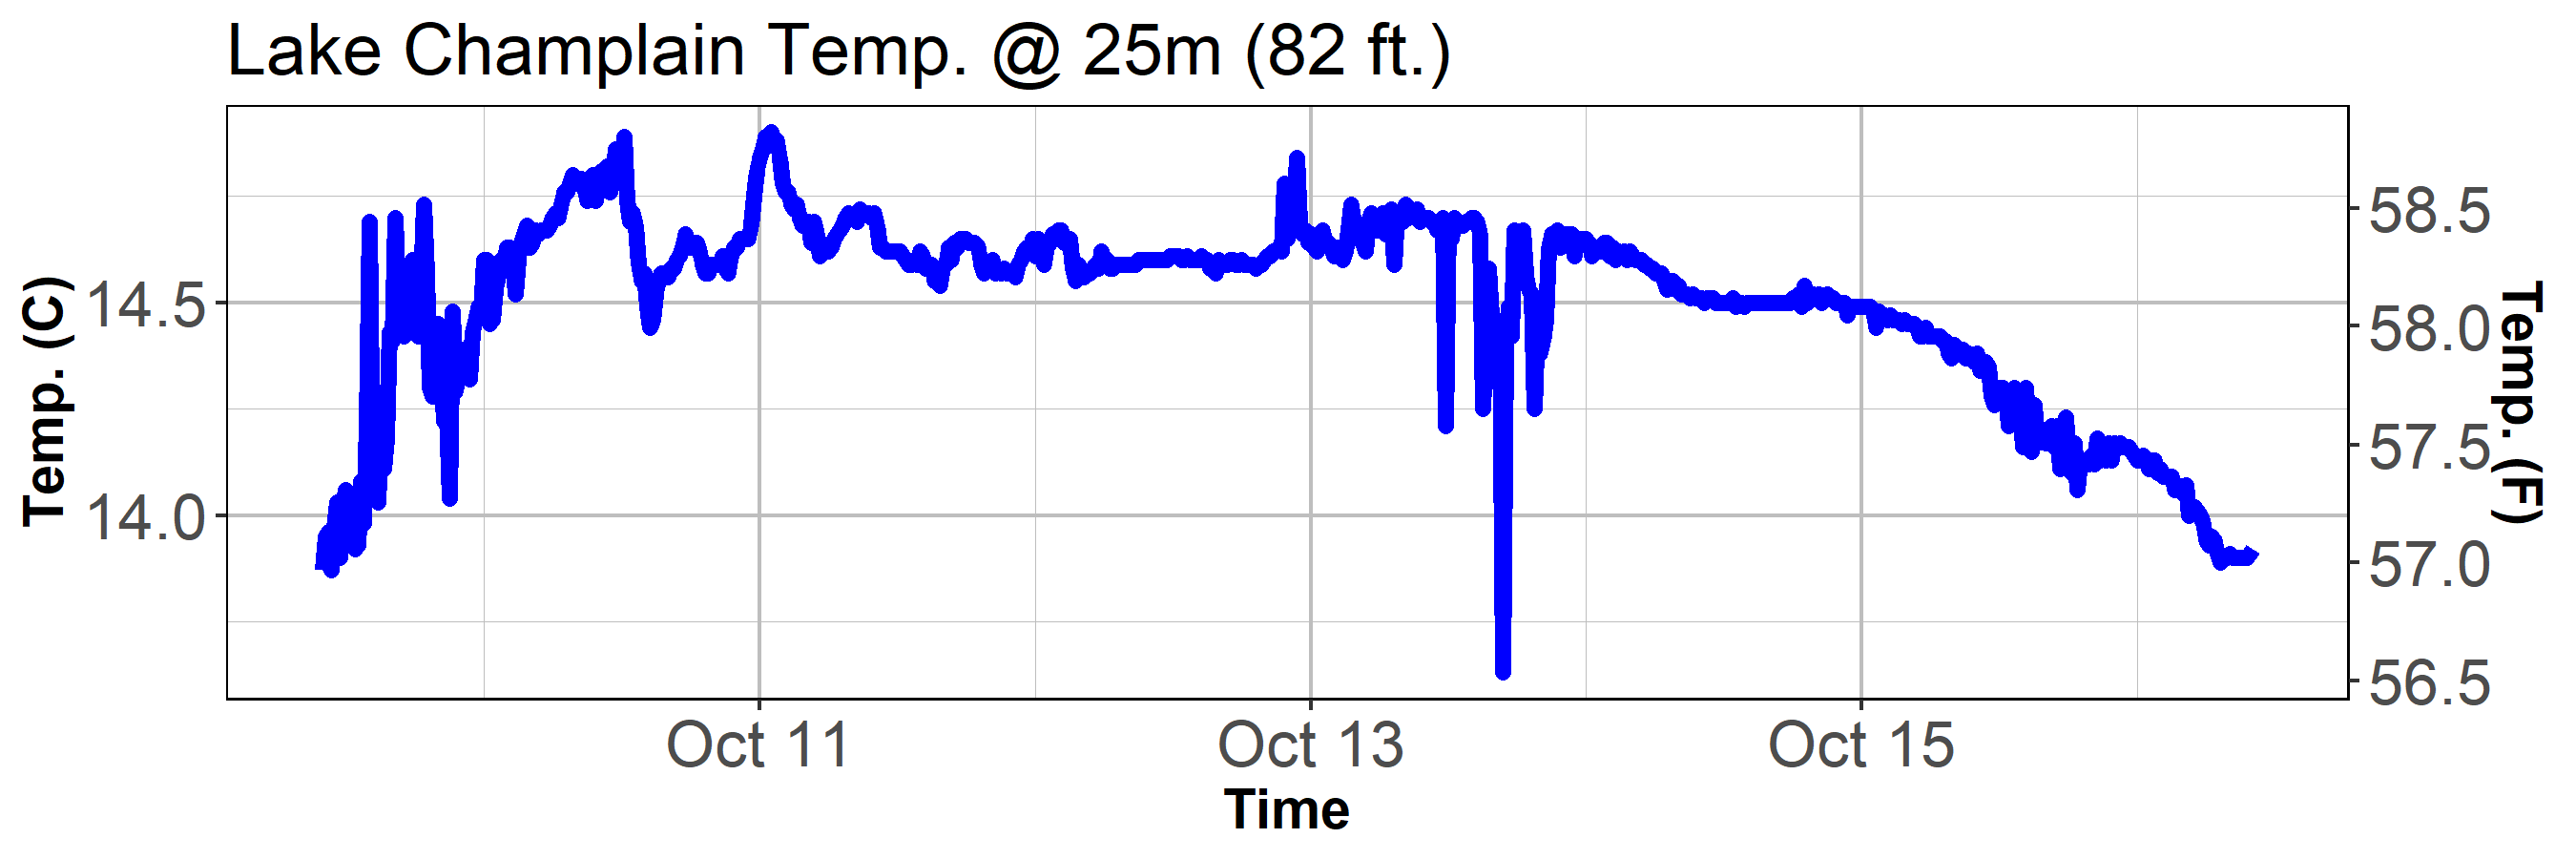 Lake Champlain Temp. @ 25m (82 ft.)
Temp. (C)
14.5
14.0
58.5
58.0
57.5
57.0
56.5
Temp. (F)
Oct 11 Oct 13 Oct 15
Time